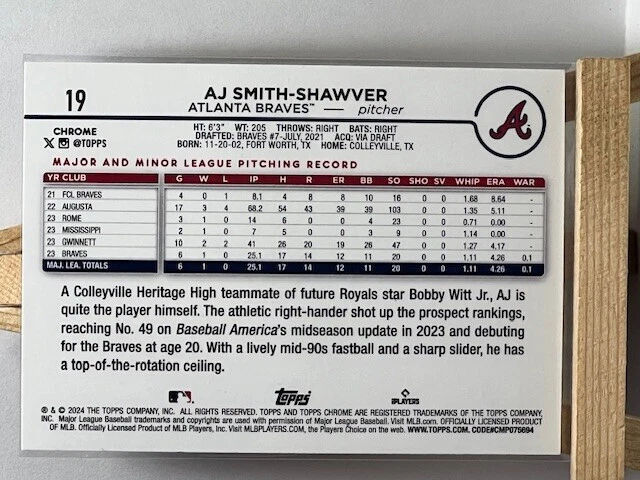 19
AJ SMITH-SHAWVER
ATLANTA BRAVES™ — pitcher
CHROME
@TOPPS
HT: 6'3" WT: 205 THROWS: RIGHT BATS: RIGHT
DRAFTED: BRAVES #7-JULY, 2021 ACQ: VIA DRAFT
BORN: 11-20-02, FORT WORTH, TX HOME: COLLEYVILLE, TX
A
MAJOR AND MINOR LEAGUE PITCHING RECORD
YR CLUB G W L IP H R ER BB SO SHO SV WHIP ERA WAR
21 FCL BRAVES 4 0 1 8.1 4 8 8 10 16 0 0 1.68 8.64 -
22 AUGUSTA 17 3 4 68.2 54 43 39 39 103 0 0 1.35 5.11 -
23 ROME 3 1 0 14 6 0 0 4 23 0 0 0.71 0.00 -
23 MISSISSIPPI 2 1 0 7 5 0 0 3 9 0 0 1.14 0.00 -
23 GWINNETT 10 2 2 41 26 20 19 26 47 0 0 1.27 4.17 -
23 BRAVES 6 1 0 25.1 17 14 12 11 20 0 0 1.11 4.26 0.1
MAJ. LEA. TOTALS 6 1 0 25.1 17 14 12 11 20 0 0 1.11 4.26 0.1
A Colleyville Heritage High teammate of future Royals star Bobby Witt Jr., AJ is
quite the player himself. The athletic right-hander shot up the prospect rankings,
reaching No. 49 on Baseball America's midseason update in 2023 and debuting
for the Braves at age 20. With a lively mid-90s fastball and a sharp slider, he has
a top-of-the-rotation ceiling.
Topps
PLAYERS
® & © 2024 THE TOPPS COMPANY, INC. ALL RIGHTS RESERVED. TOPPS AND TOPPS CHROME ARE REGISTERED TRADEMARKS OF THE TOPPS COMPANY,
INC. Major League Baseball trademarks and copyrights are used with permission of Major League Baseball. Visit MLB.com. OFFICIALLY LICENSED PRODUCT
OF MLB. Officially Licensed Product of MLB Players, Inc. Visit MLBPLAYERS.COM, the Players Choice on the web. WWW.TOPPS.COM. CODE#CMP075694